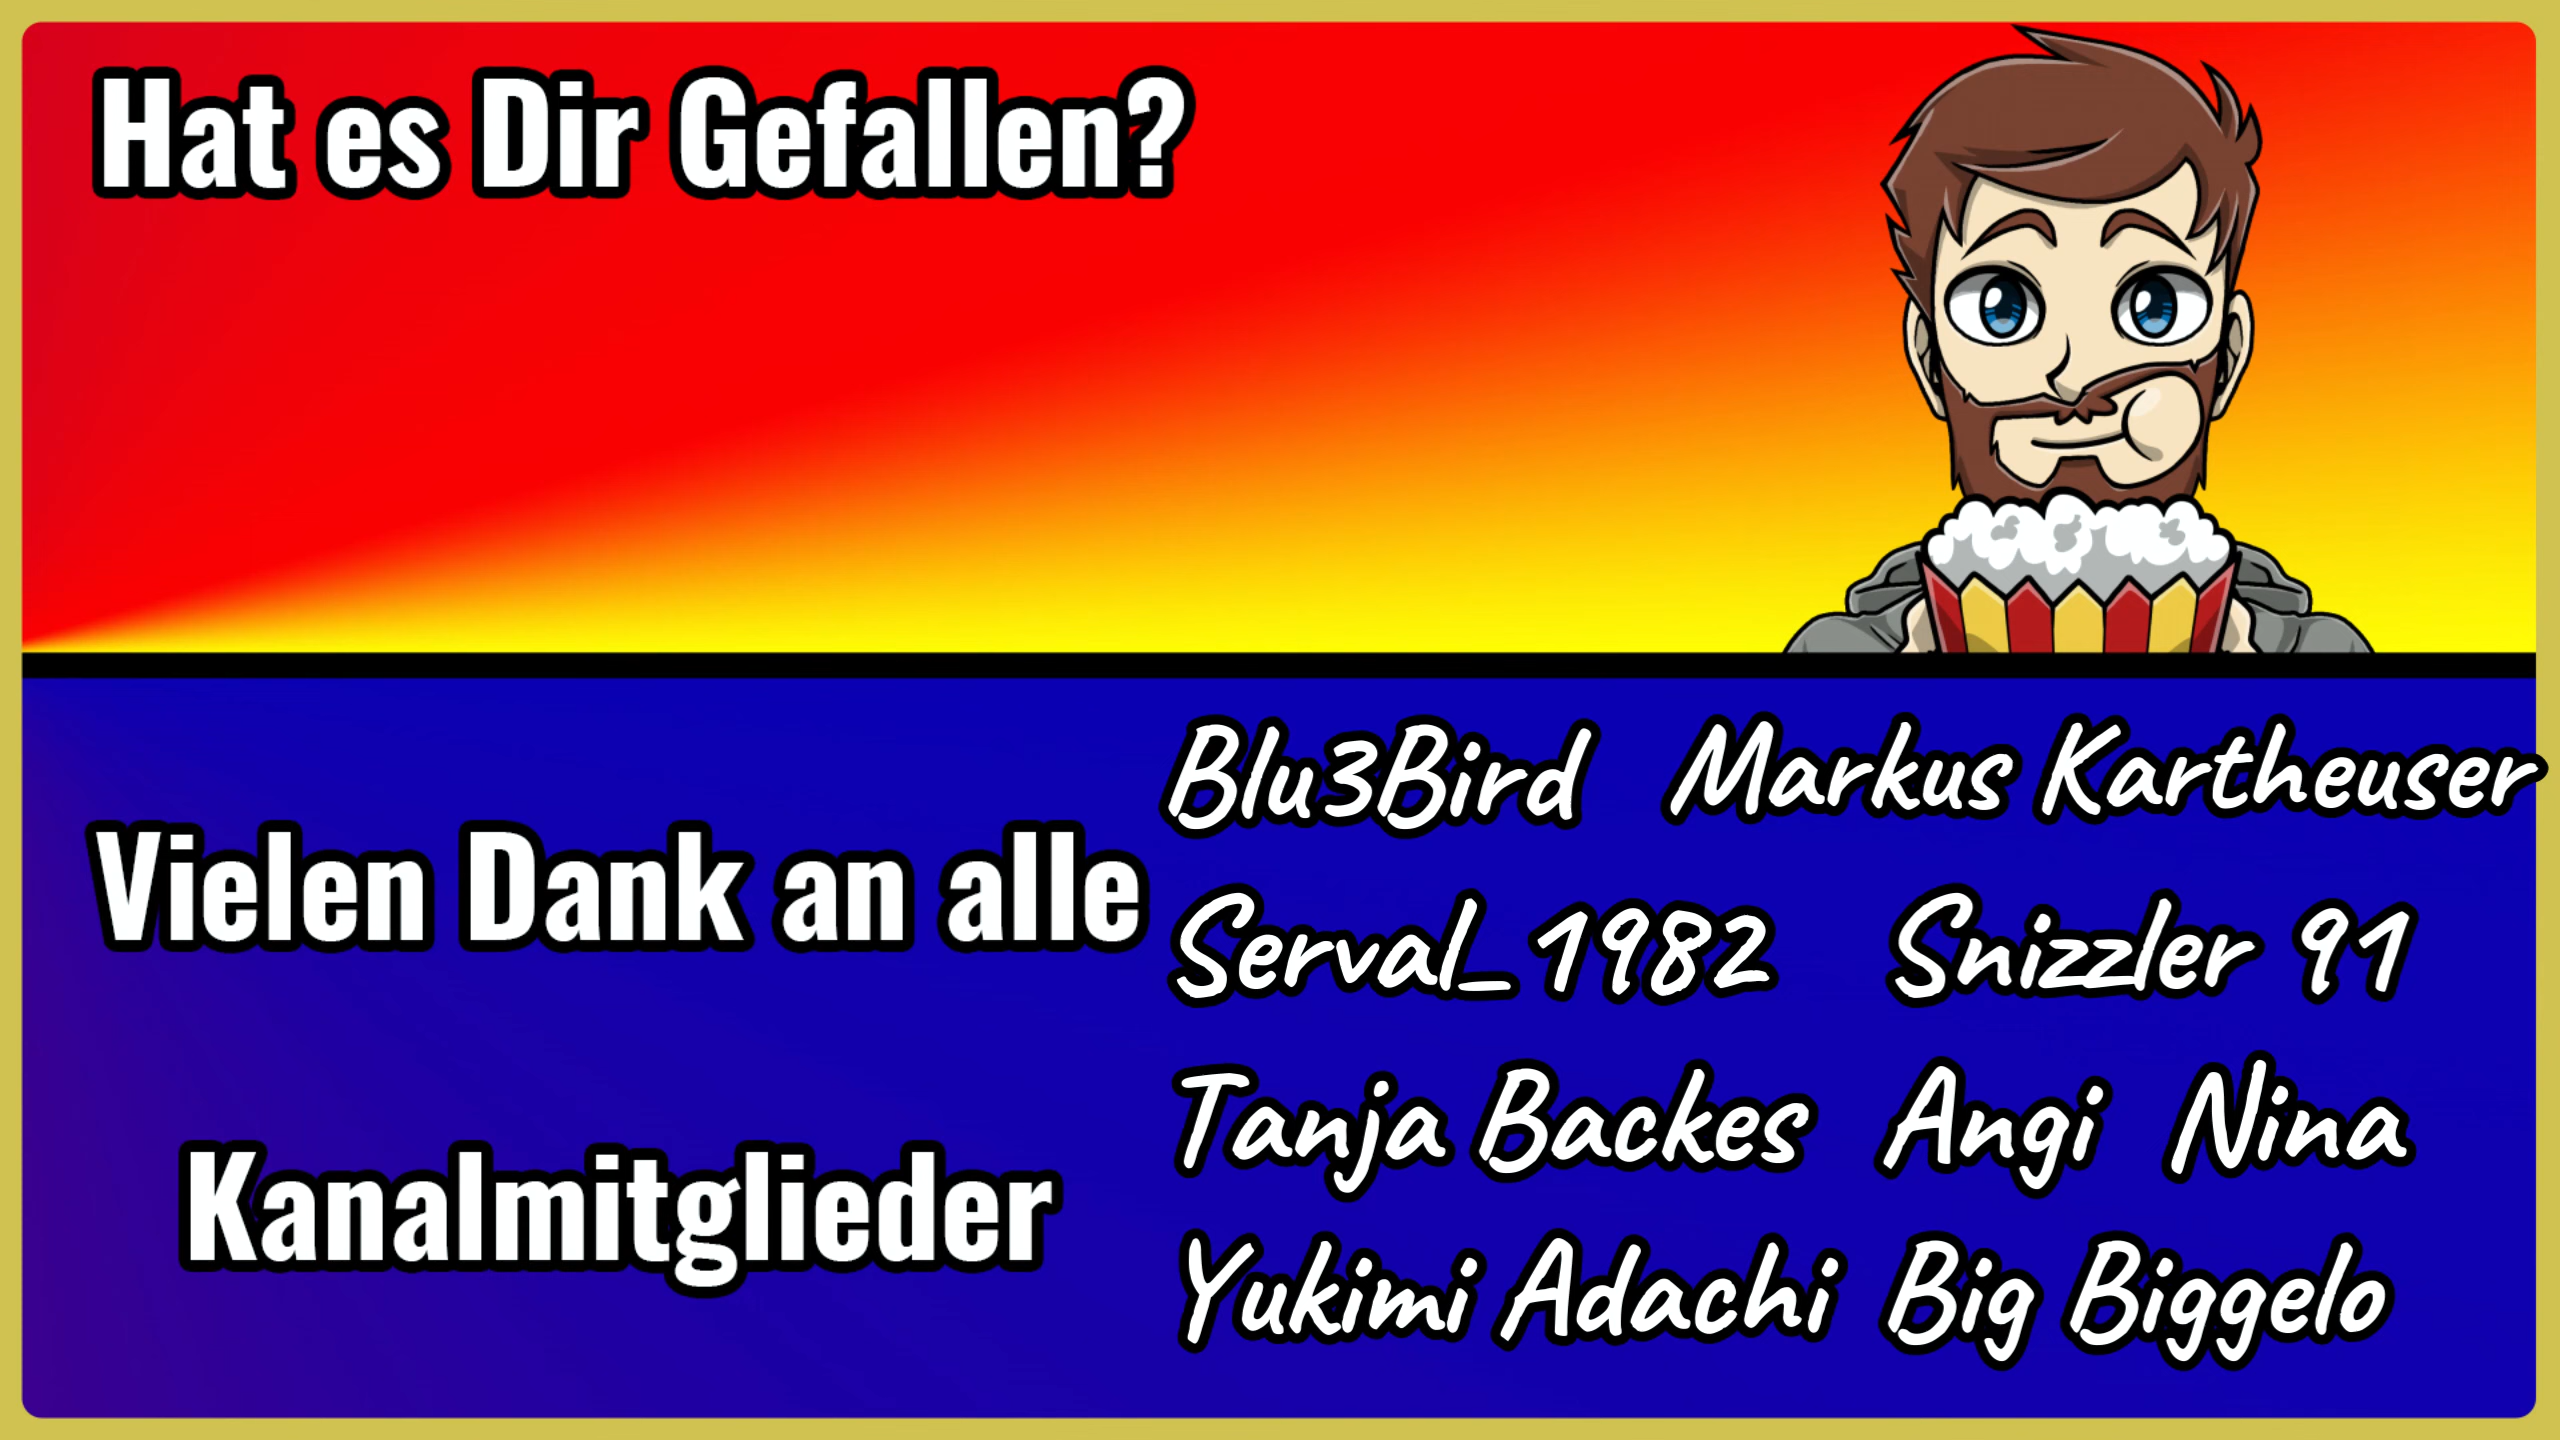 Hat es Dir Gefallen?
Vielen Dank an alle
Kanalmitglieder
Blu3Bird Markus Kartheuser
Serval_1982 Snizzler 91
Tanja Backes Angi Nina
Yukimi Adachi Big Biggelo